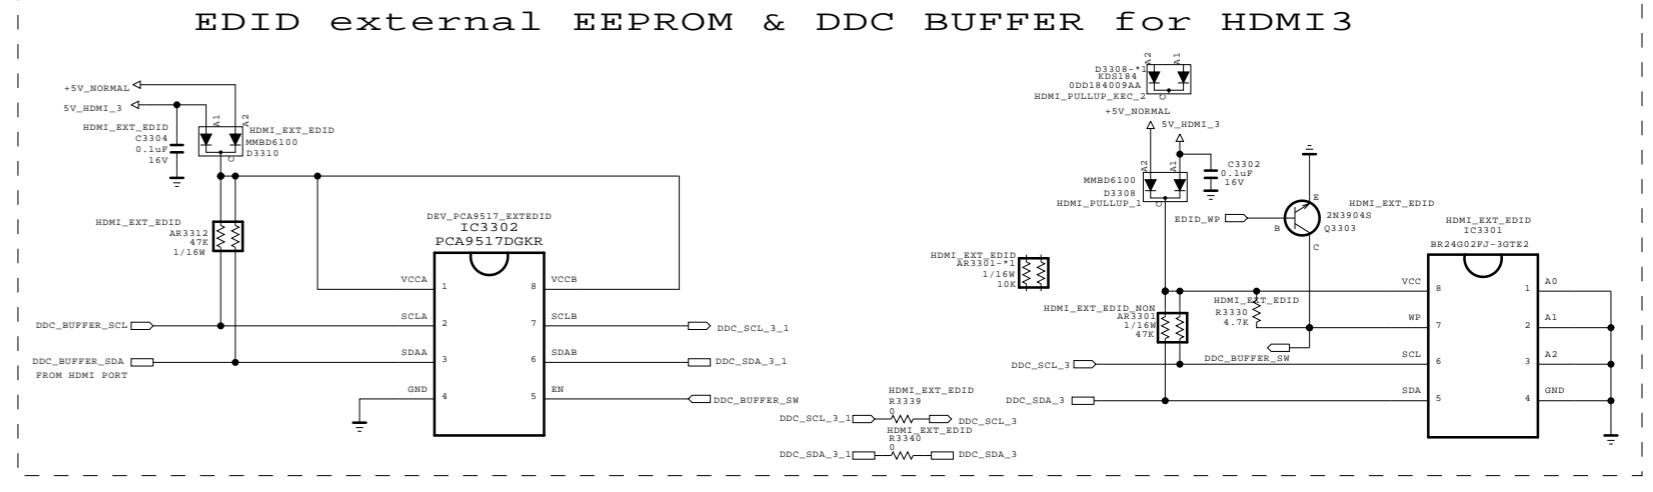 EDID external EEPROM & DDC BUFFER for HDMI3
+5V_NORMAL
5V_HDMI_3
HDMI_EXT_EDID
C3304
0.1uF
16V
A1
A2
C
HDMI_EXT_EDID
MMBD6100
D3310
HDMI_EXT_EDID
AR3312
47K
1/16W
DEV_PCA9517_EXTEDID
IC3302
PCA9517DGKR
VCCA
1
8
VCCB
SCLA
2
7
SCLB
SDAA
3
6
SDAB
GND
4
5
EN
DDC_BUFFER_SCL
DDC_BUFFER_SDA
FROM HDMI PORT
DDC_SCL_3_1
DDC_SDA_3_1
DDC_BUFFER_SW
D3308-*1
KDS184
0DD184009AA
HDMI_PULLUP_KEC_2
A2
A1
C
+5V_NORMAL
5V_HDMI_3
A2
A1
C
MMBD6100
D3308
HDMI_PULLUP_1
C3302
0.1uF
16V
EDID_WP
B
E
C
HDMI_EXT_EDID
2N3904S
Q3303
HDMI_EXT_EDID
AR3301-*1
1/16W
10K
HDMI_EXT_EDID_NON
AR3301
1/16W
47K
HDMI_EXT_EDID
R3330
4.7K
DDC_BUFFER_SW
HDMI_EXT_EDID
IC3301
BR24G02FJ-3GTE2
VCC
8
1
A0
WP
7
2
A1
SCL
6
3
A2
SDA
5
4
GND
DDC_SCL_3
DDC_SDA_3
HDMI_EXT_EDID
R3339
0
DDC_SCL_3_1
DDC_SCL_3
HDMI_EXT_EDID
R3340
0
DDC_SDA_3_1
DDC_SDA_3